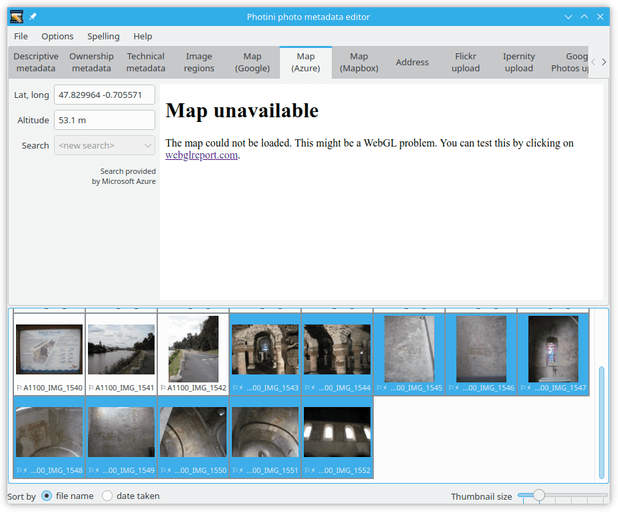 Photini photo metadata editor
File Options Spelling Help
Descriptive metadata
Ownership metadata
Technical metadata
Image regions
Map (Google)
Map (Azure)
Map (Mapbox)
Address
Flickr upload
Ipernity upload
Goog
Photos up
Lat, long 47.829964 -0.705571
Altitude 53.1 m
Search <new search>
Search provided
by Microsoft Azure
Map unavailable
The map could not be loaded. This might be a WebGL problem. You can test this by clicking on
webglreport.com.
A1100_IMG_1540 A1100_IMG_1541 A1100_IMG_1542 ...00_IMG_1543 ...00_IMG_1544 ...00_IMG_1545 ...00_IMG_1546 ...00_IMG_1547
...00_IMG_1548 ...00_IMG_1549 ...00_IMG_1550 ...00_IMG_1551 ...00_IMG_1552
Sort by file name date taken Thumbnail size